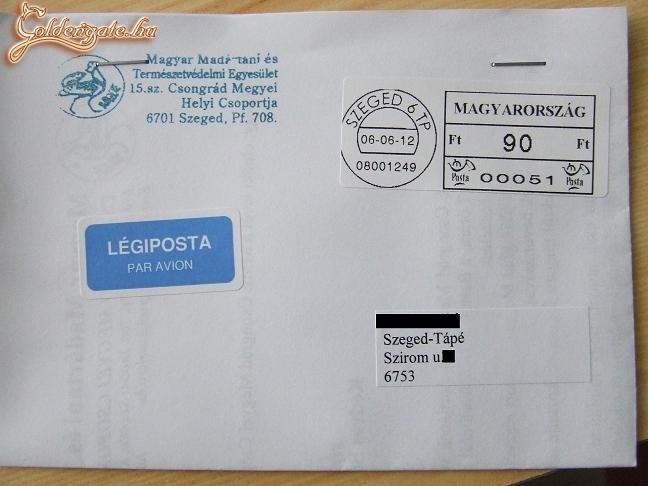 Goldengate.hu
Magyar Madártani és
Természetvédelmi Egyesület
15.sz. Csongrád Megyei
Helyi Csoportja
6701 Szeged, Pf. 708.
SZEGED 6 TP
06-06-12
08001249
MAGYARORSZÁG
Ft 90 Ft
Posta 00051 Posta
LÉGIPOSTA
PAR AVION
Szeged-Tápé
Szirom u.
6753